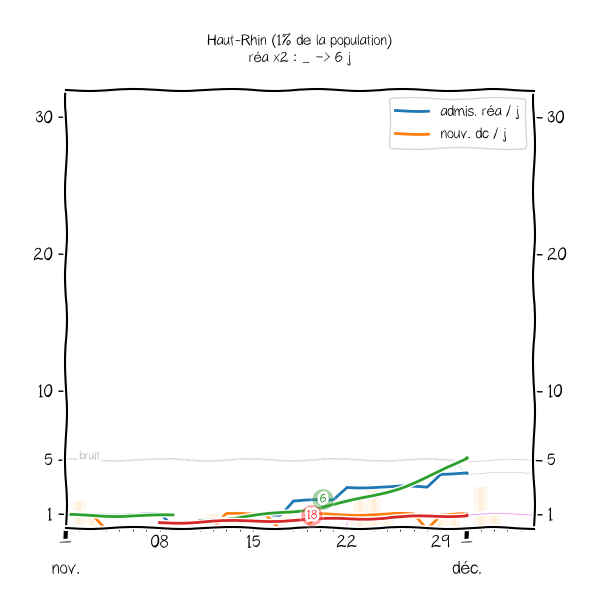 Haut-Rhin (1% de la population)
réa x2 : _ -> 6 j
admis. réa / j
nouv. dc / j
30
30
20
20
10
10
5
bruit
5
6
18
1
1
08
15
22
29
nov.
déc.